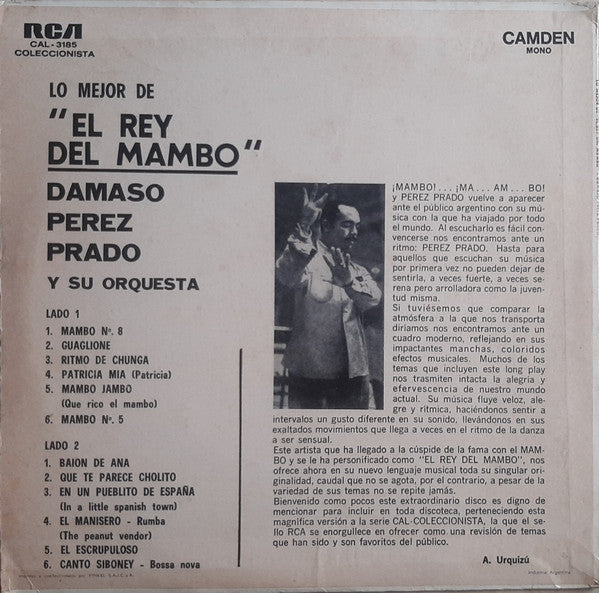 RCA
CAL - 3185
COLECCIONISTA
CAMDEN
MONO
LO MEJOR DE
"EL REY
DEL MAMBO"
DAMASO
PEREZ
PRADO
Y SU ORQUESTA
LADO 1
1. MAMBO Nº. 8
2. GUAGLIONE
3. RITMO DE CHUNGA
4. PATRICIA MIA (Patricia)
5. MAMBO JAMBO
(Que rico el mambo)
6. MAMBO Nº. 5
LADO 2
1. BAION DE ANA
2. QUE TE PARECE CHOLITO
3. EN UN PUEBLITO DE ESPAÑA
(In a little spanish town)
4. EL MANISERO - Rumba
(The peanut vendor)
5. EL ESCRUPULOSO
6. CANTO SIBONEY - Bossa nova
¡MAMBO!... ¡MA... AM... BO!
y PEREZ PRADO vuelve a aparecer
ante el público argentino con su mú-
sica con la que ha viajado por todo
el mundo. Al escucharlo es fácil con-
vencerse nos encontramos ante un
ritmo: PEREZ PRADO. Hasta para
aquellos que escuchan su música
por primera vez no pueden dejar de
sentirla, a veces fuerte, a veces se-
rena pero arrolladora como la juven-
tud misma.
Si tuviésemos que comparar la
atmósfera a la que nos transporta
diríamos nos encontramos ante un
cuadro moderno, reflejando en sus
impactantes manchas, coloridos
efectos musicales. Muchos de los
temas que incluyen este long play
nos trasmiten intacta la alegría y
efervescencia de nuestro mundo
actual. Su música fluye veloz, ale-
gre y rítmica, haciéndonos sentir a
intervalos un gusto diferente en su sonido, llevándonos en sus
exaltados movimientos que llega a veces en el ritmo de la danza
a ser sensual.
Este artista que ha llegado a la cúspide de la fama con el MAM-
BO y se le ha personificado como "EL REY DEL MAMBO", nos
ofrece ahora en su nuevo lenguaje musical toda su singular ori-
ginalidad, caudal que no se agota, por el contrario, a pesar de la
variedad de sus temas no se repite jamás.
Bienvenido como pocos este extraordinario disco es digno de
mencionar para incluir en toda discoteca, perteneciendo esta
magnífica versión a la serie CAL-COLECCIONISTA, la que el se-
llo RCA se enorgullece en ofrecer como una revisión de temas
que han sido y son favoritos del público.
A. Urquizú
Industria Argentina